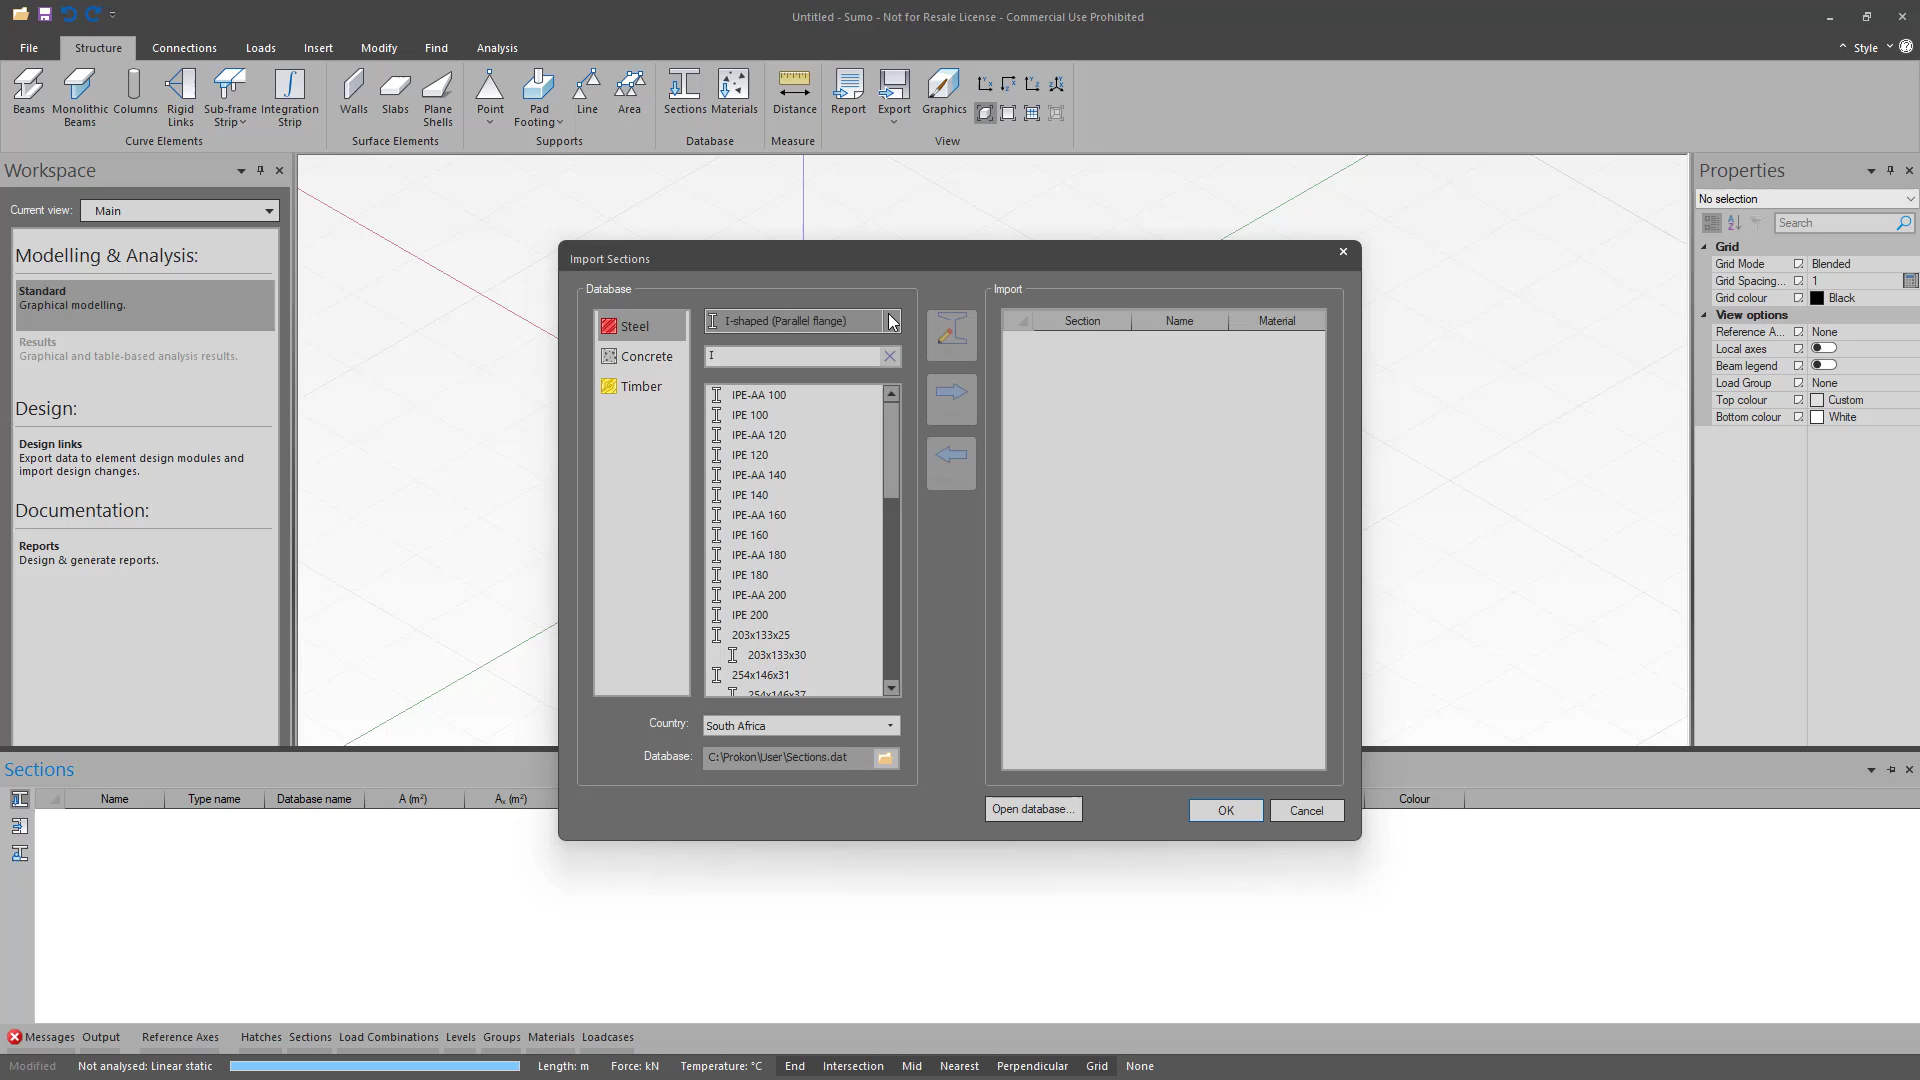 Untitled - Sumo - Not for Resale License - Commercial Use Prohibited
File Structure Connections Loads Insert Modify Find Analysis Style
Beams Monolithic Beams Columns Rigid Links Sub-frame Strip Integration Strip Walls Slabs Plane Shells Point Pad Footing Line Area Sections Materials Distance Report Export Graphics
Curve Elements Surface Elements Supports Database Measure View
Workspace
Current view: Main
Modelling & Analysis:
Standard
Graphical modelling.
Results
Graphical and table-based analysis results.
Design:
Design links
Export data to element design modules and
import design changes.
Documentation:
Reports
Design & generate reports.
Import Sections
Database
Steel
Concrete
Timber
I-shaped (Parallel flange)
I
IPE-AA 100
IPE 100
IPE-AA 120
IPE 120
IPE-AA 140
IPE 140
IPE-AA 160
IPE 160
IPE-AA 180
IPE 180
IPE-AA 200
IPE 200
203x133x25
203x133x30
254x146x31
254x146x37
Country: South Africa
Database: C:\Prokon\User\Sections.dat
Import
Section Name Material
Open database... OK Cancel
Properties
No selection
Search
Grid
Grid Mode Blended
Grid Spacing... 1
Grid colour Black
View options
Reference A... None
Local axes
Beam legend
Load Group None
Top colour Custom
Bottom colour White
Sections
Name Type name Database name A (m²) Aₓ (m²) Colour
Messages Output Reference Axes Hatches Sections Load Combinations Levels Groups Materials Loadcases
Modified Not analysed: Linear static Length: m Force: kN Temperature: °C End Intersection Mid Nearest Perpendicular Grid None